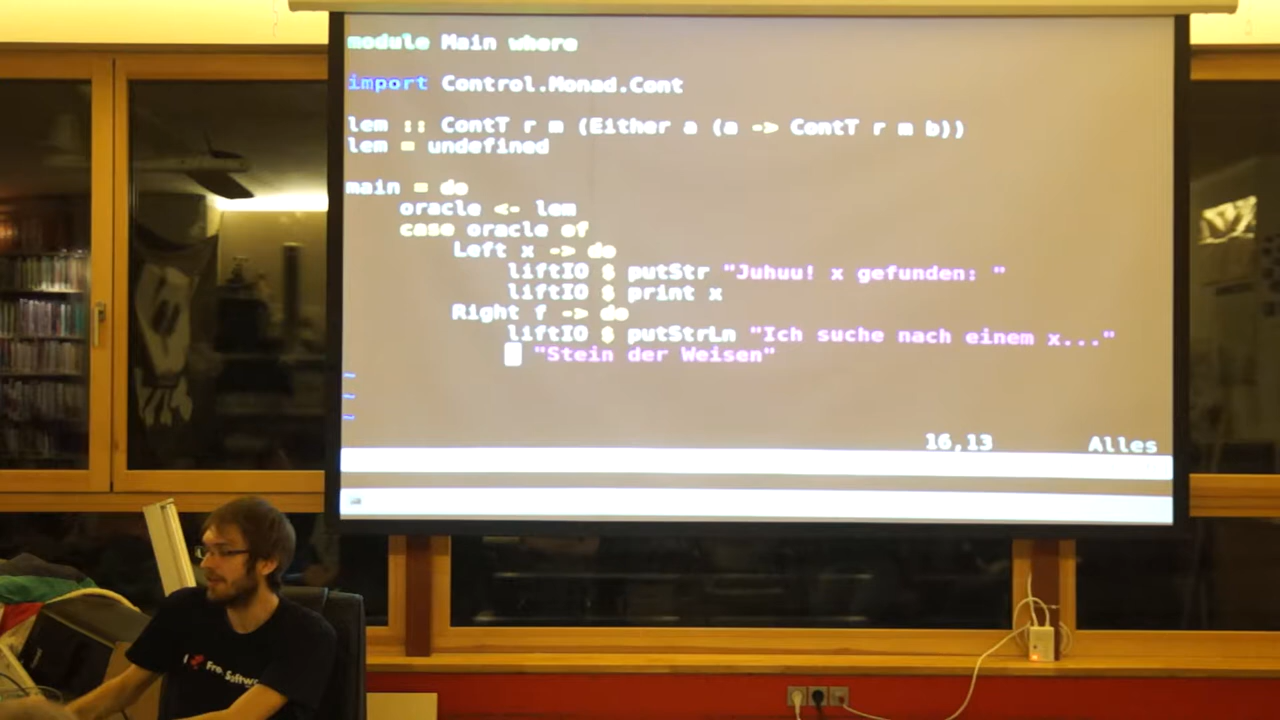 module Main where
import Control.Monad.Cont
lem :: ContT r m (Either a (a -> ContT r m b))
lem = undefined
main = do
oracle <- lem
case oracle of
Left x -> do
liftIO $ putStr "Juhuu! x gefunden: "
liftIO $ print x
Right f -> do
liftIO $ putStrLn "Ich suche nach einem x..."
"Stein der Weisen"
~
~
~
16,13 Alles
I
Free Software